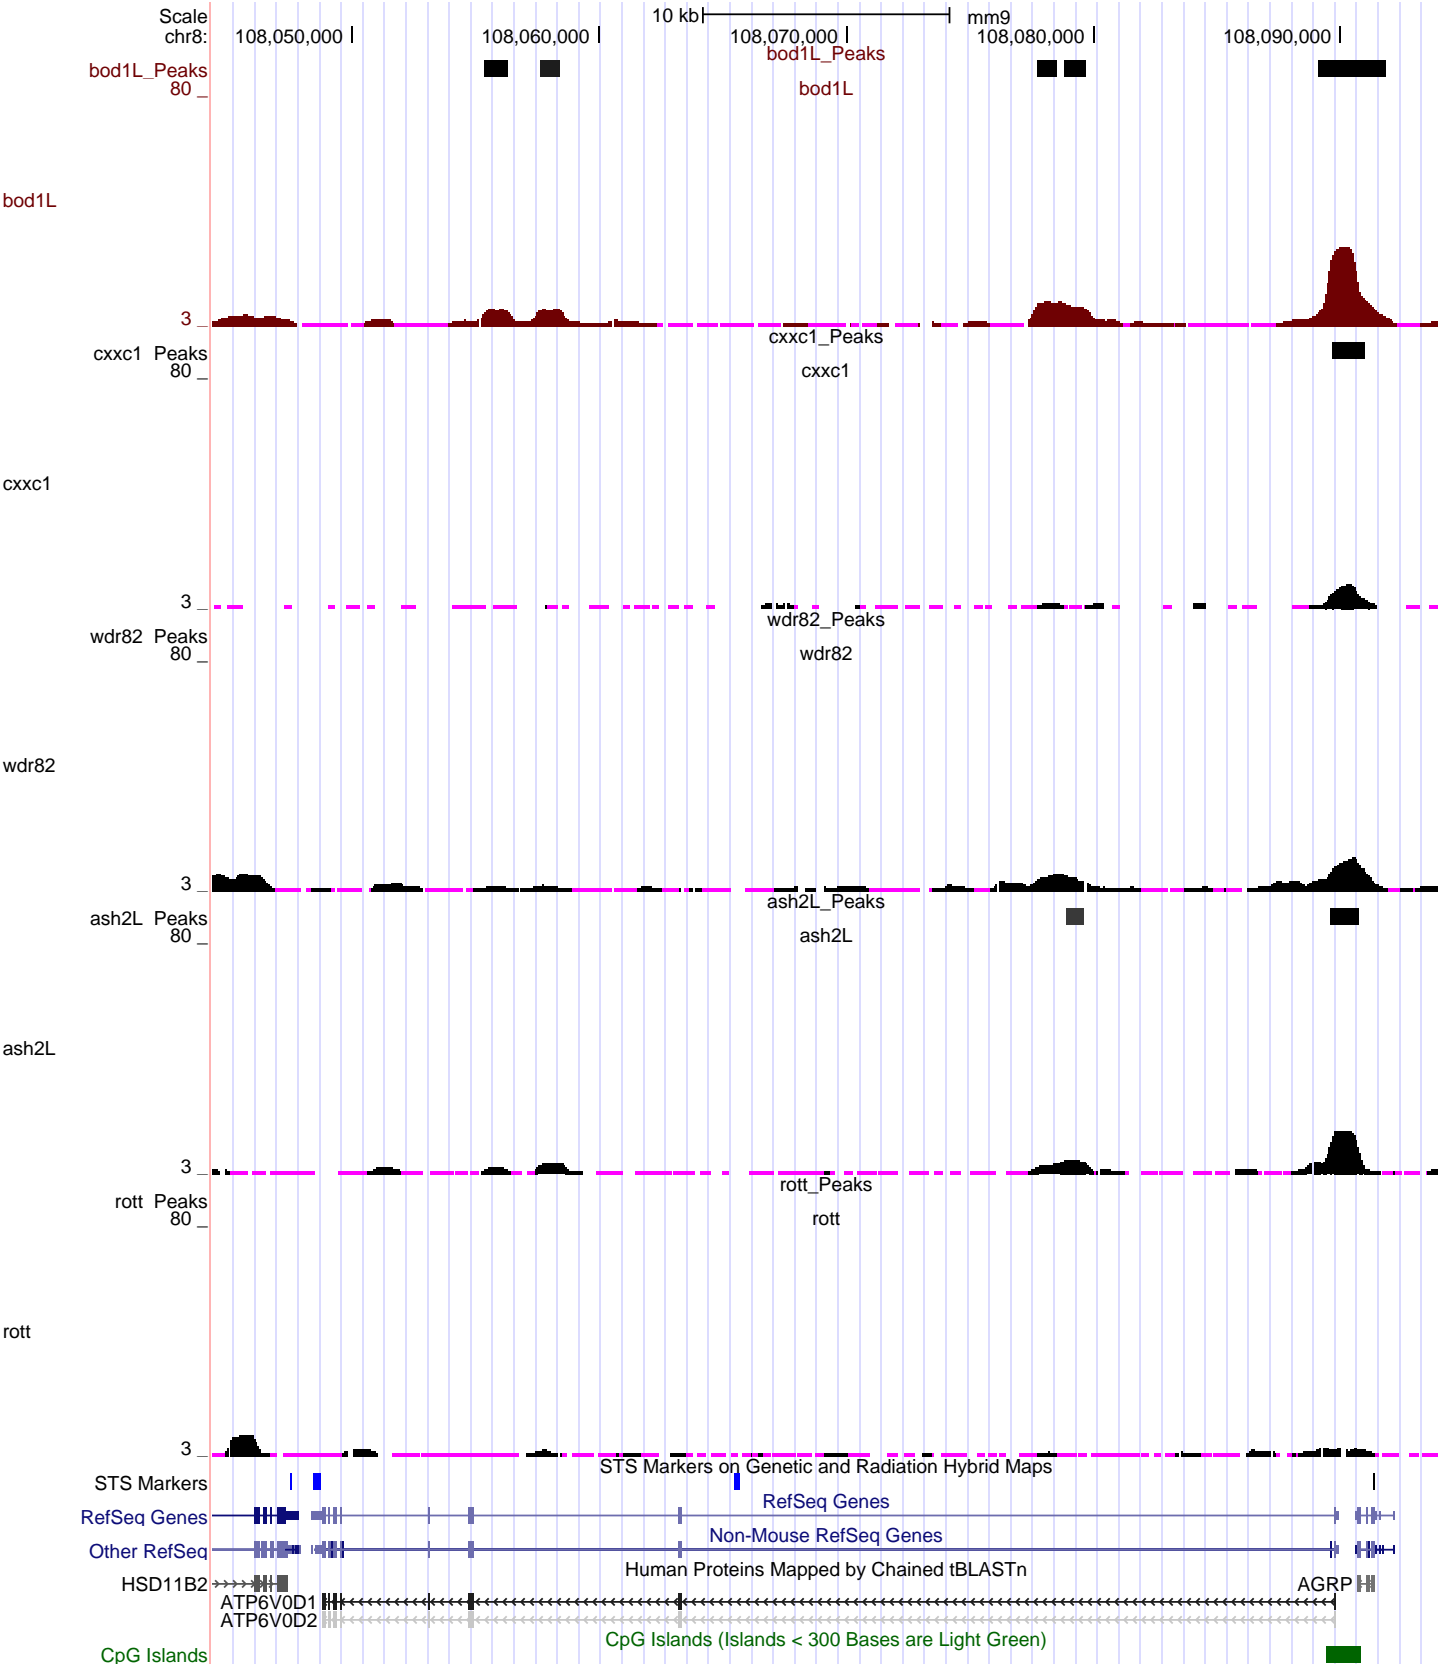 Scale 10 kb mm9
chr8: 108,050,000 108,060,000 108,070,000 108,080,000 108,090,000
bod1L_Peaks
bod1L_Peaks
80 _ bod1L
bod1L
3 _
cxxc1_Peaks
cxxc1 Peaks
80 _ cxxc1
cxxc1
3 _
wdr82_Peaks
wdr82 Peaks
80 _ wdr82
wdr82
3 _
ash2L_Peaks
ash2L Peaks
80 _ ash2L
ash2L
3 _
rott_Peaks
rott Peaks
80 _ rott
rott
3 _
STS Markers on Genetic and Radiation Hybrid Maps
STS Markers
RefSeq Genes
RefSeq Genes
Non-Mouse RefSeq Genes
Other RefSeq
Human Proteins Mapped by Chained tBLASTn
HSD11B2 AGRP
ATP6V0D1
ATP6V0D2
CpG Islands (Islands < 300 Bases are Light Green)
CpG Islands